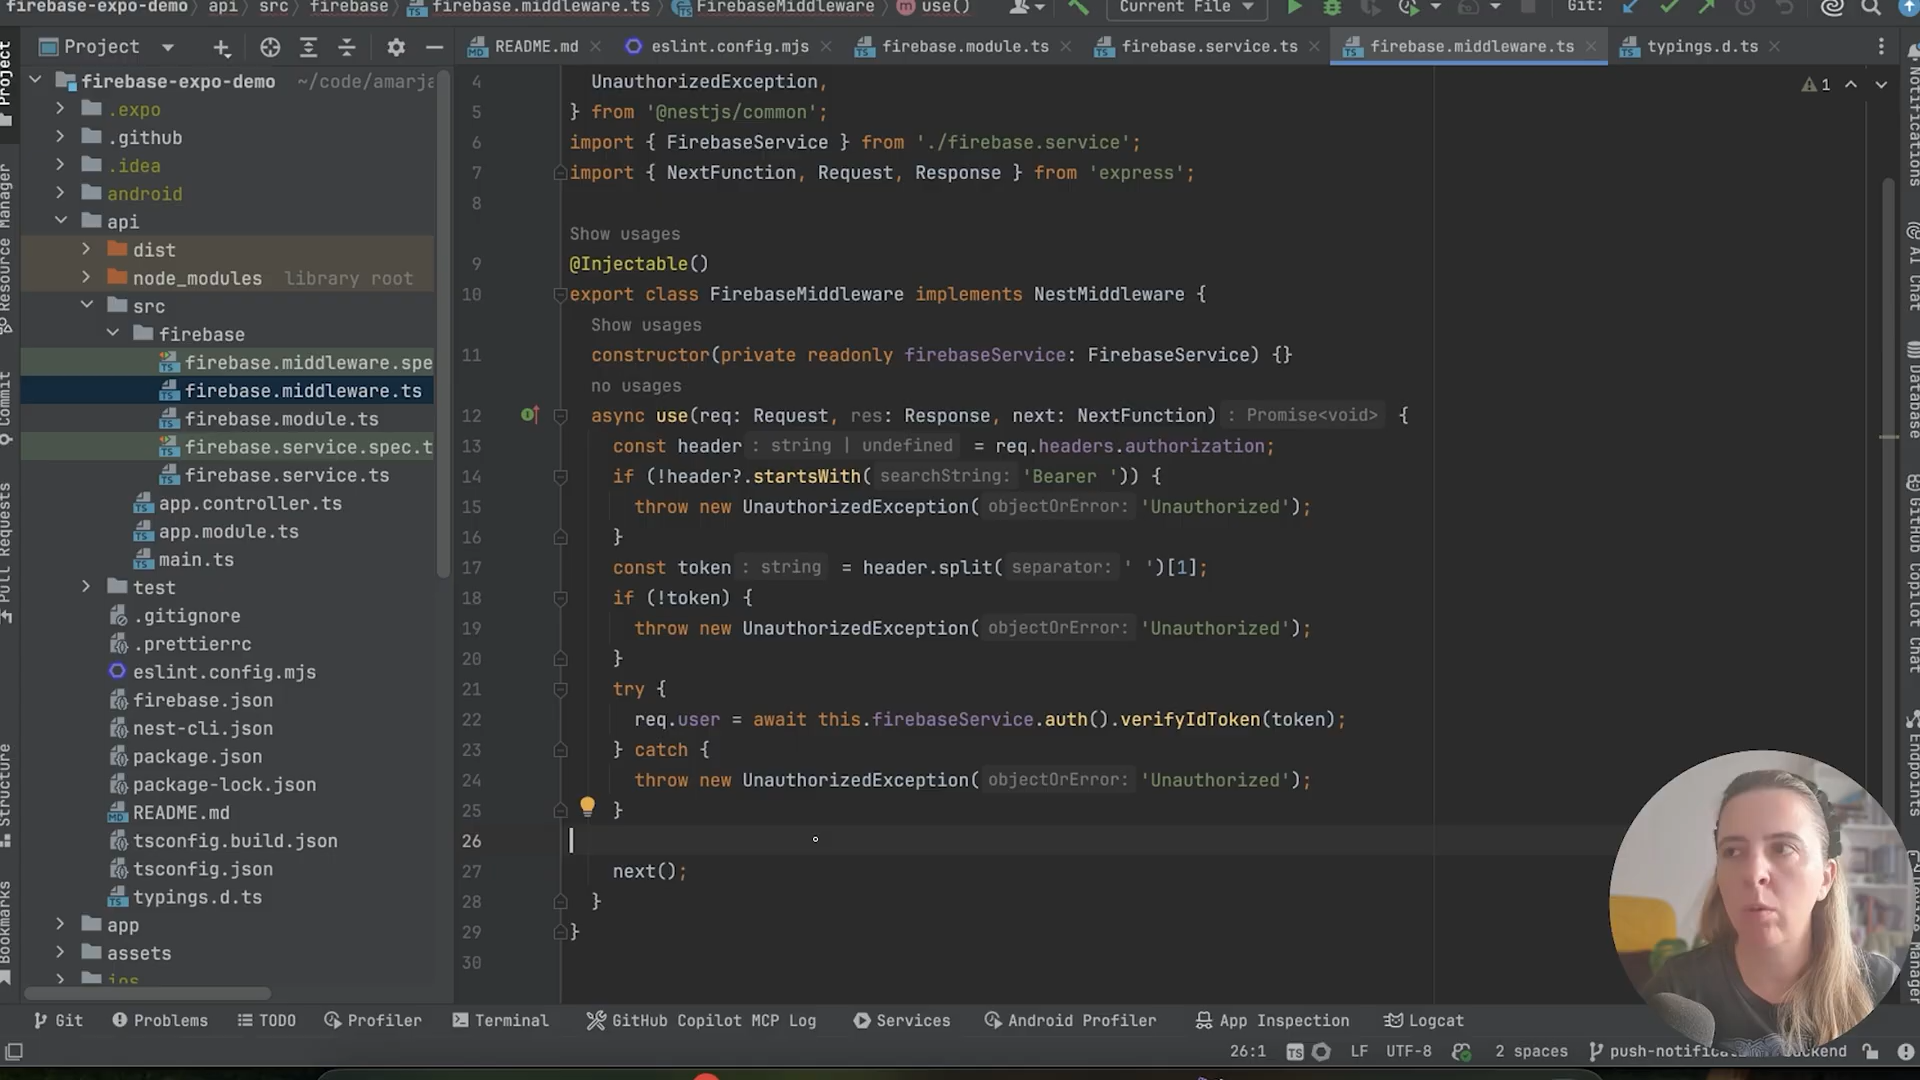 firebase-expo-demo api src firebase firebase.middleware.ts FirebaseMiddleware use() Current File Git:
Project README.md eslint.config.mjs firebase.module.ts firebase.service.ts firebase.middleware.ts typings.d.ts
firebase-expo-demo ~/code/amarja
.expo
.github
.idea
android
api
dist
node_modules library root
src
firebase
firebase.middleware.spe
firebase.middleware.ts
firebase.module.ts
firebase.service.spec.t
firebase.service.ts
app.controller.ts
app.module.ts
main.ts
test
.gitignore
.prettierrc
eslint.config.mjs
firebase.json
nest-cli.json
package.json
package-lock.json
README.md
tsconfig.build.json
tsconfig.json
typings.d.ts
app
assets
ios
Project
Resource Manager
Commit
Pull Requests
Structure
Bookmarks
4 UnauthorizedException,
5 } from '@nestjs/common';
6 import { FirebaseService } from './firebase.service';
7 import { NextFunction, Request, Response } from 'express';
8
Show usages
9 @Injectable()
10 export class FirebaseMiddleware implements NestMiddleware {
Show usages
11 constructor(private readonly firebaseService: FirebaseService) {}
no usages
12 async use(req: Request, res: Response, next: NextFunction) : Promise<void> {
13 const header : string | undefined = req.headers.authorization;
14 if (!header?.startsWith( searchString: 'Bearer ')) {
15 throw new UnauthorizedException( objectOrError: 'Unauthorized');
16 }
17 const token : string = header.split( separator: ' ')[1];
18 if (!token) {
19 throw new UnauthorizedException( objectOrError: 'Unauthorized');
20 }
21 try {
22 req.user = await this.firebaseService.auth().verifyIdToken(token);
23 } catch {
24 throw new UnauthorizedException( objectOrError: 'Unauthorized');
25 }
26
27 next();
28 }
29 }
30
1
Notifications
AI Chat
Database
GitHub Copilot Chat
Endpoints
Git Problems TODO Profiler Terminal GitHub Copilot MCP Log Services Android Profiler App Inspection Logcat
26:1 LF UTF-8 2 spaces push-notifica